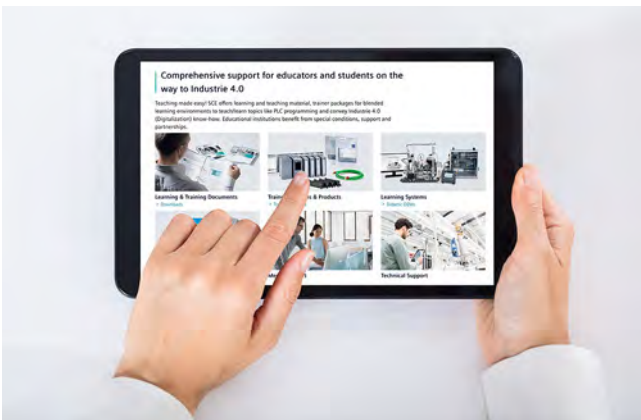 Comprehensive support for educators and students on the
way to Industrie 4.0
Teaching made easy! SCE offers learning and teaching material, trainer packages for blended
learning environments to teach/learn topics like PLC programming and convey Industrie 4.0
(Digitalization) know-how. Educational institutions benefit from special conditions, support and
partnerships.
Learning & Training Documents
& Products
Learning Systems
Technical Support